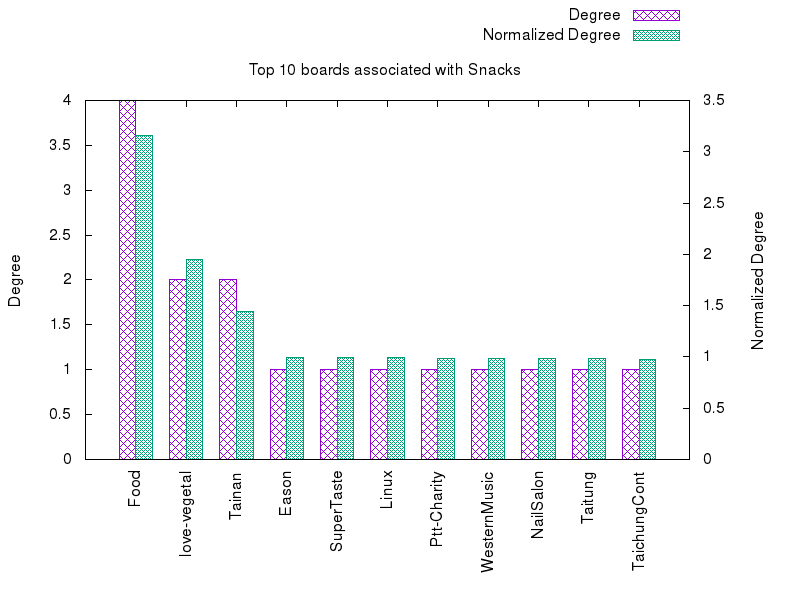 Degree
Normalized Degree
Top 10 boards associated with Snacks
4
3.5
3
2.5
2
1.5
1
0.5
0
Degree
3.5
3
2.5
2
1.5
1
0.5
0
Normalized Degree
Food
love-vegetal
Tainan
Eason
SuperTaste
Linux
Ptt-Charity
WesternMusic
NailSalon
Taitung
TaichungCont